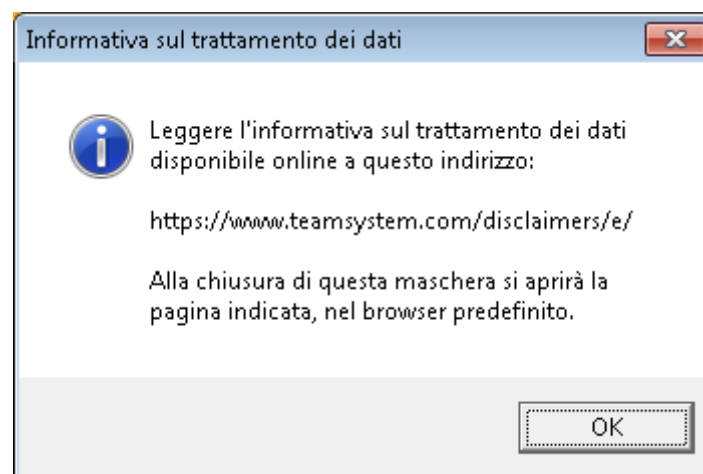 Informativa sul trattamento dei dati
Leggere l'informativa sul trattamento dei dati
disponibile online a questo indirizzo:
https://www.teamsystem.com/disclaimers/e/
Alla chiusura di questa maschera si aprirà la
pagina indicata, nel browser predefinito.
OK